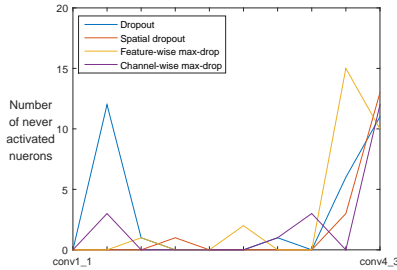 20
15
10
5
0
Number
of never
activated
nuerons
Dropout
Spatial dropout
Feature-wise max-drop
Channel-wise max-drop
conv1_1
conv4_3